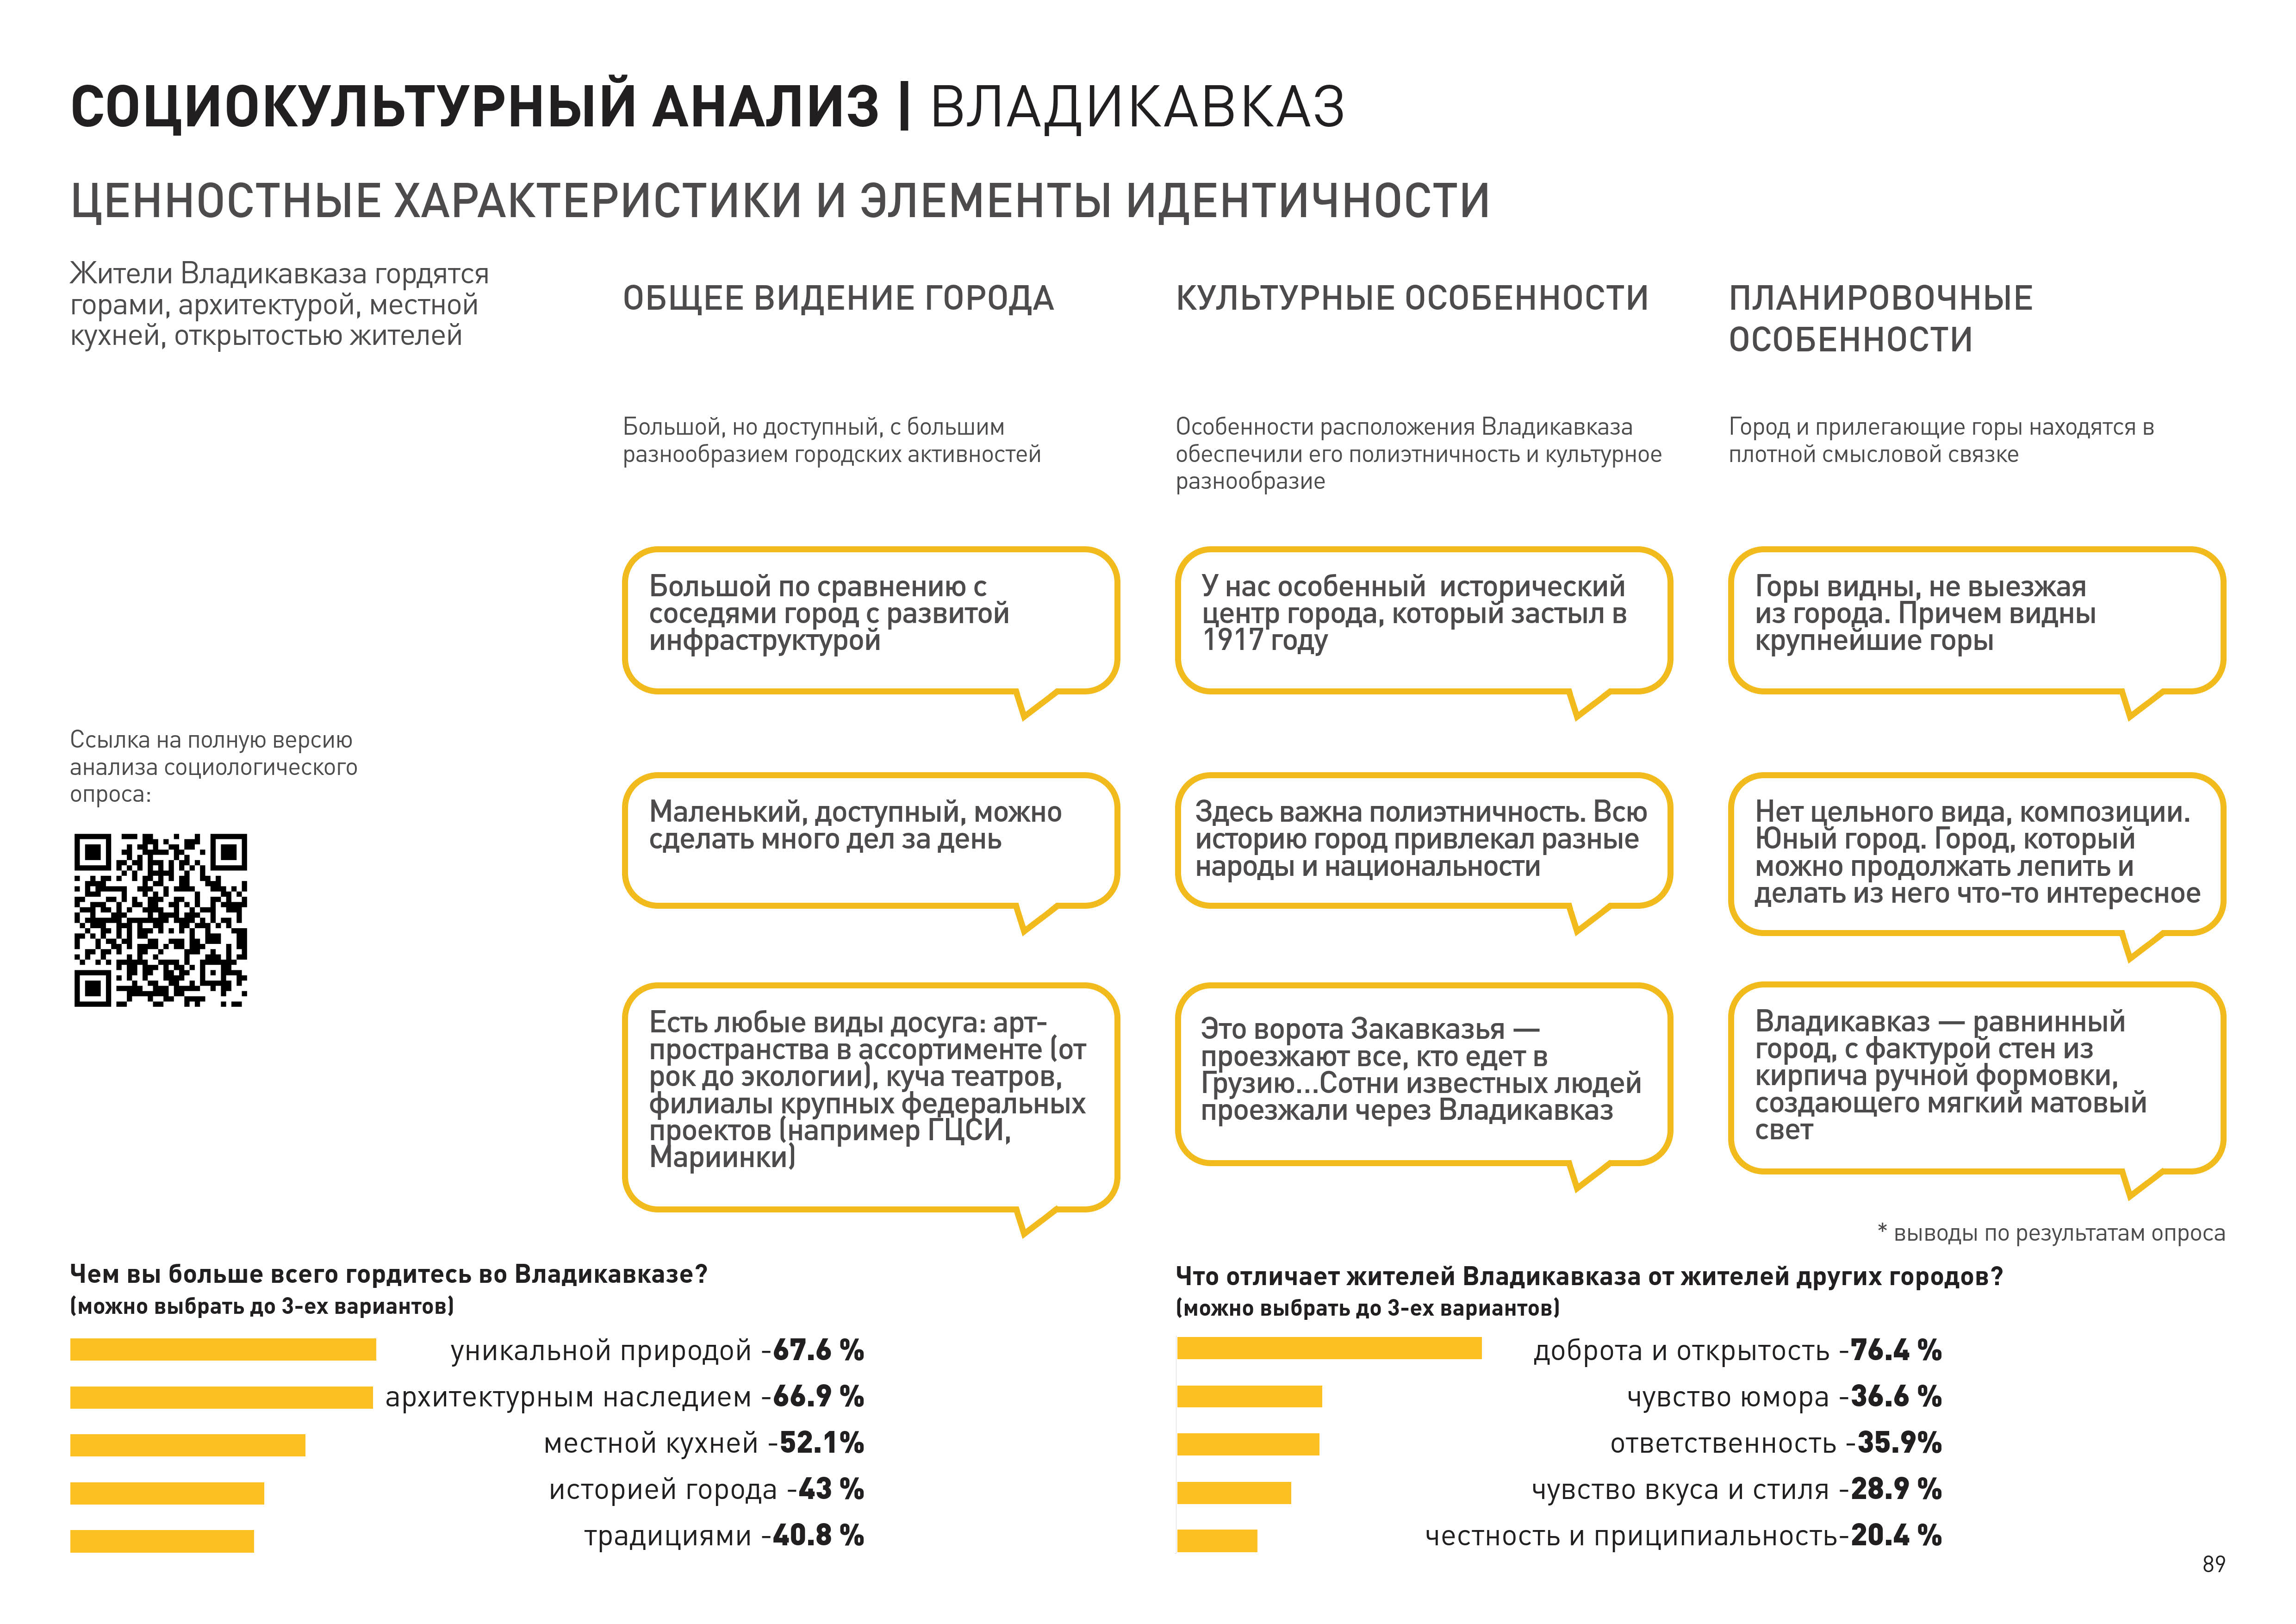 СОЦИОКУЛЬТУРНЫЙ АНАЛИЗ | ВЛАДИКАВКАЗ
ЦЕННОСТНЫЕ ХАРАКТЕРИСТИКИ И ЭЛЕМЕНТЫ ИДЕНТИЧНОСТИ
Жители Владикавказа гордятся
горами, архитектурой, местной
кухней, открытостью жителей
Ссылка на полную версию
анализа социологического
опроса:
ОБЩЕЕ ВИДЕНИЕ ГОРОДА
Большой, но доступный, с большим
разнообразием городских активностей
Большой по сравнению с
соседями город с развитой
инфраструктурой
Маленький, доступный, можно
сделать много дел за день
Есть любые виды досуга: арт-
пространства в ассортименте (от
рок до экологии), куча театров,
филиалы крупных федеральных
проектов (например ГЦСИ,
Мариинки)
КУЛЬТУРНЫЕ ОСОБЕННОСТИ
Особенности расположения Владикавказа
обеспечили его полиэтничность и культурное
разнообразие
У нас особенный  исторический
центр города, который застыл в
1917 году
Здесь важна полиэтничность. Всю
историю город привлекал разные
народы и национальности
Это ворота Закавказья —
проезжают все, кто едет в
Грузию...Сотни известных людей
проезжали через Владикавказ
ПЛАНИРОВОЧНЫЕ
ОСОБЕННОСТИ
Город и прилегающие горы находятся в
плотной смысловой связке
Горы видны, не выезжая
из города. Причем видны
крупнейшие горы
Нет цельного вида, композиции.
Юный город. Город, который
можно продолжать лепить и
делать из него что-то интересное
Владикавказ — равнинный
город, с фактурой стен из
кирпича ручной формовки,
создающего мягкий матовый
свет
* выводы по результатам опроса
Чем вы больше всего гордитесь во Владикавказе?
(можно выбрать до 3-ех вариантов)
уникальной природой -67.6 %
архитектурным наследием -66.9 %
местной кухней -52.1%
историей города -43 %
традициями -40.8 %
Что отличает жителей Владикавказа от жителей других городов?
(можно выбрать до 3-ех вариантов)
доброта и открытость -76.4 %
чувство юмора -36.6 %
ответственность -35.9%
чувство вкуса и стиля -28.9 %
честность и приципиальность-20.4 %
89